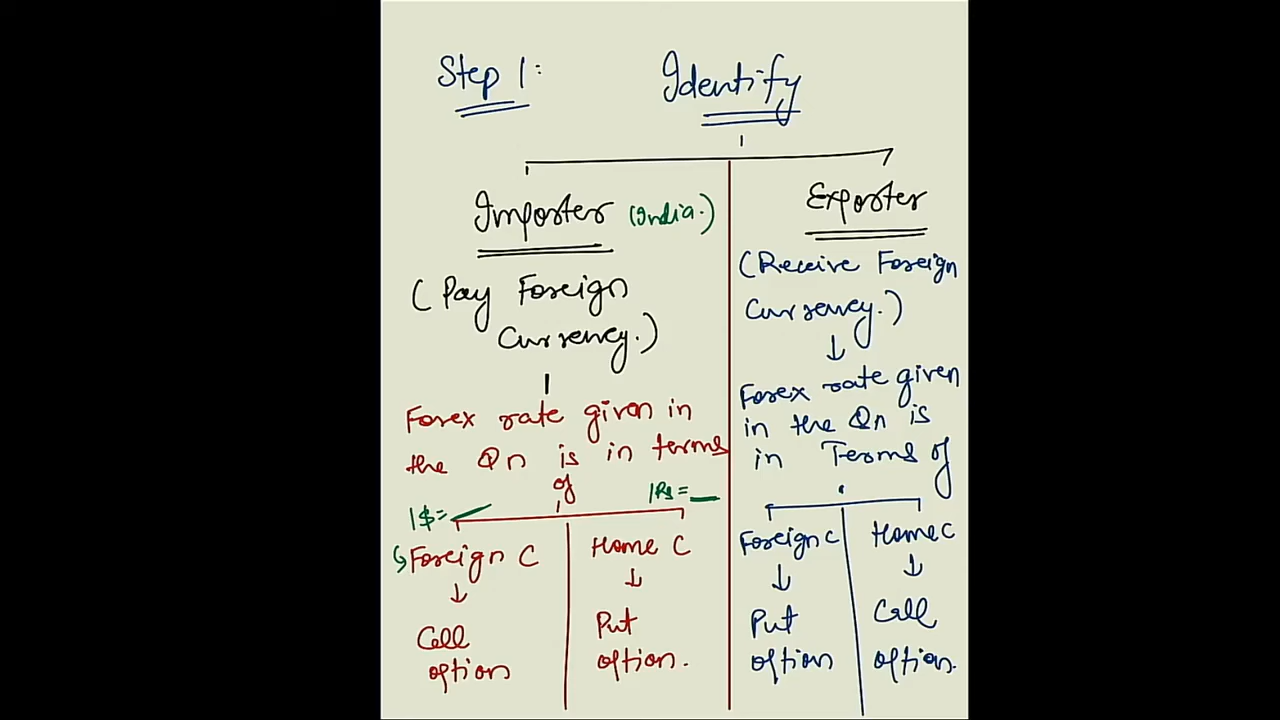 Step 1:
Identify
Importer (India.)
(Pay Foreign
Currency.)
Forex rate given in
the Qn is in terms
of
1$=
1Rs = __
Foreign C
Home C
Call
option
Put
option.
Exporter
(Receive Foreign
Currency.)
Forex rate given
in the Qn is
in Terms of
Foreign C
Home C
Put
option
Call
option.